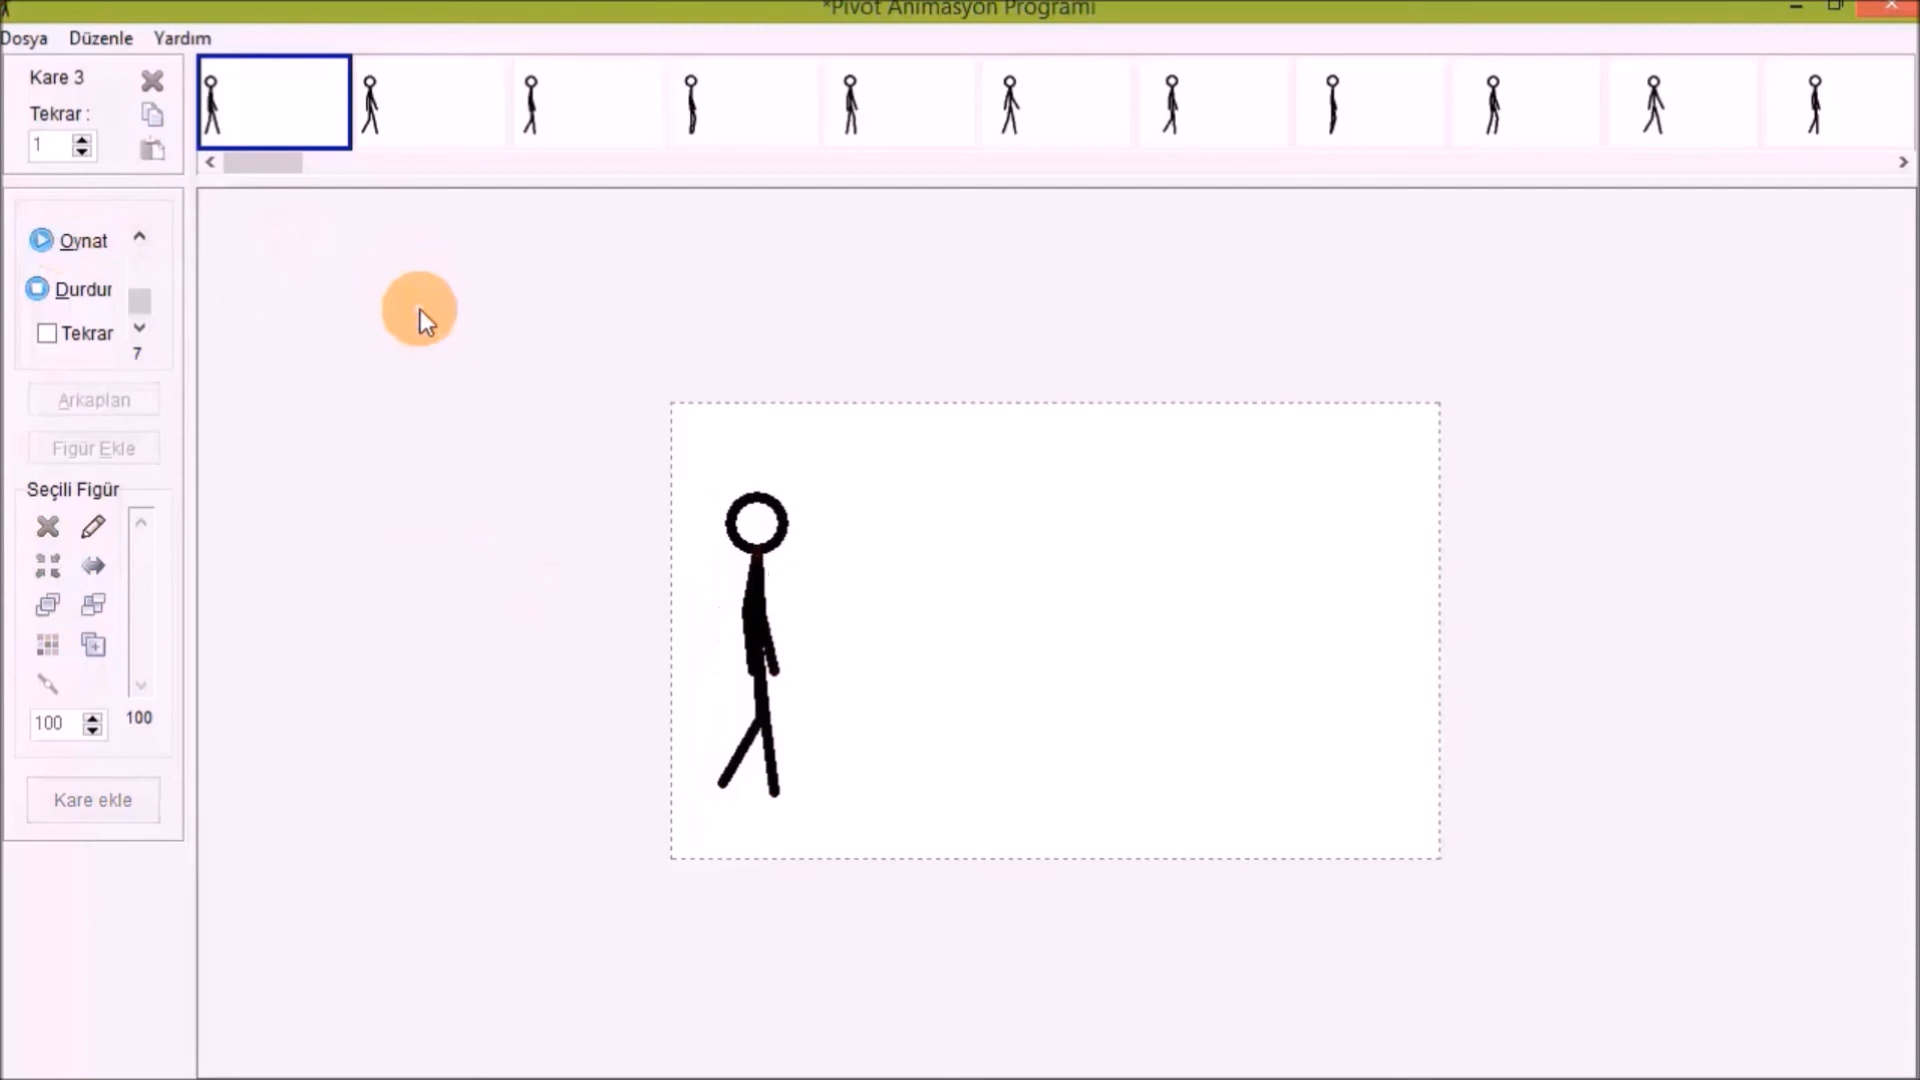 *Pivot Animasyon Programı
Dosya Düzenle Yardım
Kare 3
Tekrar :
1
Oynat
Durdur
Tekrar
7
Arkaplan
Figür Ekle
Seçili Figür
100 100
Kare ekle